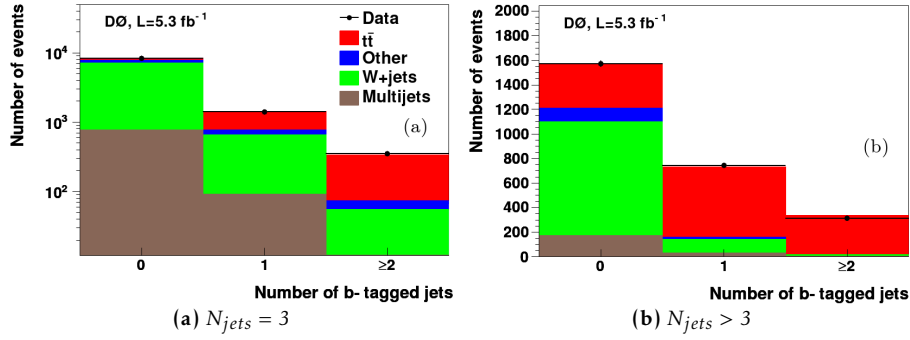 DØ, L=5.3 fb⁻¹
Data
tt̄
Other
W+jets
Multijets
(a)
Number of events
10⁴
10³
10²
0
1
≥2
Number of b- tagged jets
(a) N_jets = 3
DØ, L=5.3 fb⁻¹
(b)
Number of events
2000
1800
1600
1400
1200
1000
800
600
400
200
0
0
1
≥2
Number of b- tagged jets
(b) N_jets > 3